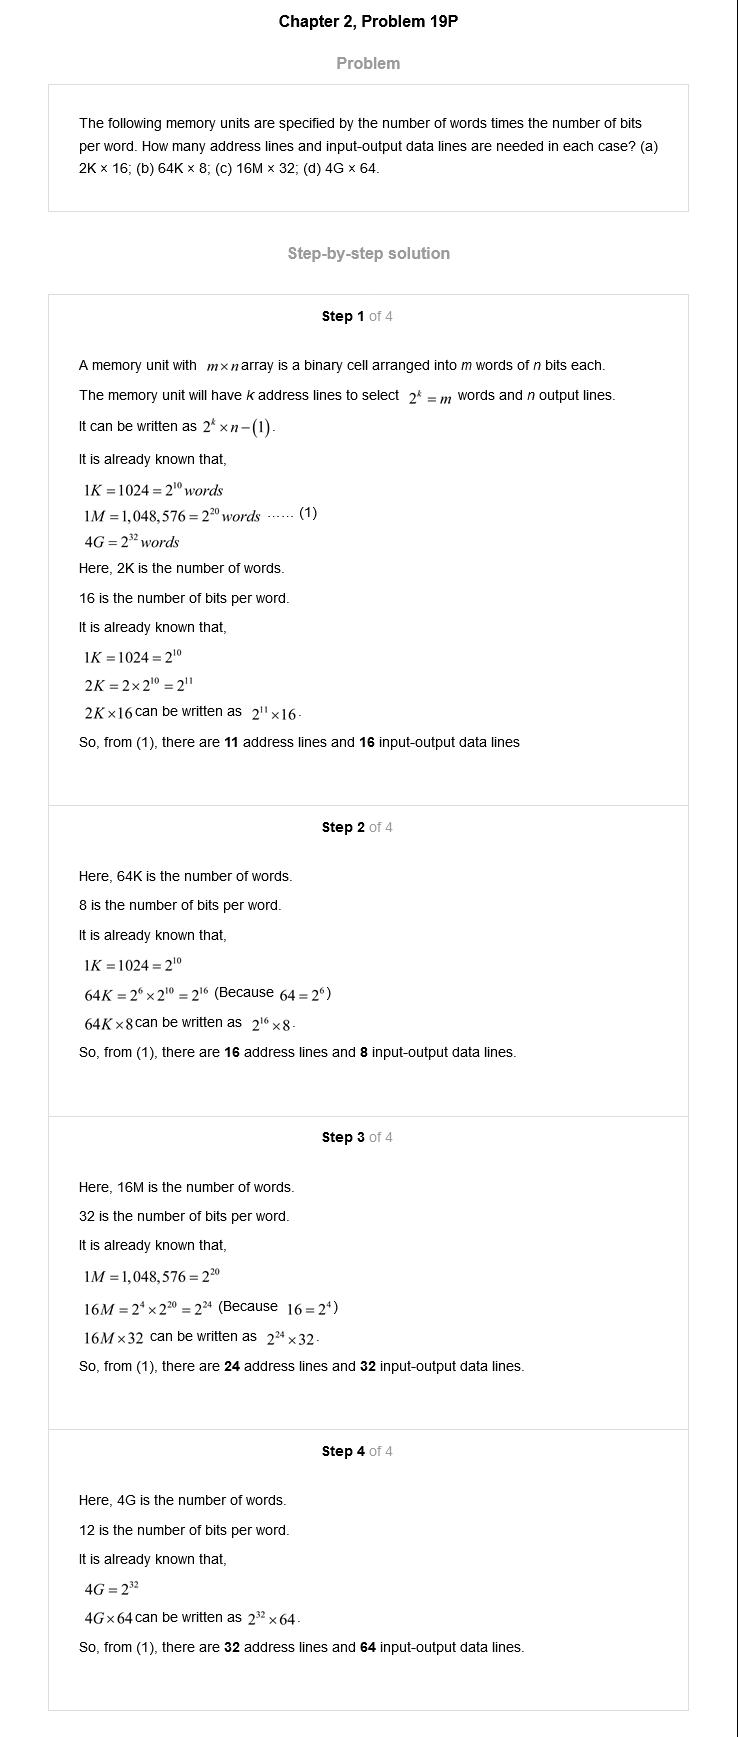 Chapter 2, Problem 19P
Problem
The following memory units are specified by the number of words times the number of bits
per word. How many address lines and input-output data lines are needed in each case? (a)
2K × 16; (b) 64K × 8; (c) 16M × 32; (d) 4G × 64.
Step-by-step solution
Step 1 of 4
A memory unit with m×n array is a binary cell arranged into m words of n bits each.
The memory unit will have k address lines to select 2^k = m words and n output lines.
It can be written as 2^k × n − (1).
It is already known that,
1K = 1024 = 2^10 words
1M = 1,048,576 = 2^20 words ...... (1)
4G = 2^32 words
Here, 2K is the number of words.
16 is the number of bits per word.
It is already known that,
1K = 1024 = 2^10
2K = 2 × 2^10 = 2^11
2K × 16 can be written as 2^11 × 16.
So, from (1), there are 11 address lines and 16 input-output data lines
Step 2 of 4
Here, 64K is the number of words.
8 is the number of bits per word.
It is already known that,
1K = 1024 = 2^10
64K = 2^6 × 2^10 = 2^16 (Because 64 = 2^6)
64K × 8 can be written as 2^16 × 8.
So, from (1), there are 16 address lines and 8 input-output data lines.
Step 3 of 4
Here, 16M is the number of words.
32 is the number of bits per word.
It is already known that,
1M = 1,048,576 = 2^20
16M = 2^4 × 2^20 = 2^24 (Because 16 = 2^4)
16M × 32 can be written as 2^24 × 32.
So, from (1), there are 24 address lines and 32 input-output data lines.
Step 4 of 4
Here, 4G is the number of words.
12 is the number of bits per word.
It is already known that,
4G = 2^32
4G × 64 can be written as 2^32 × 64.
So, from (1), there are 32 address lines and 64 input-output data lines.